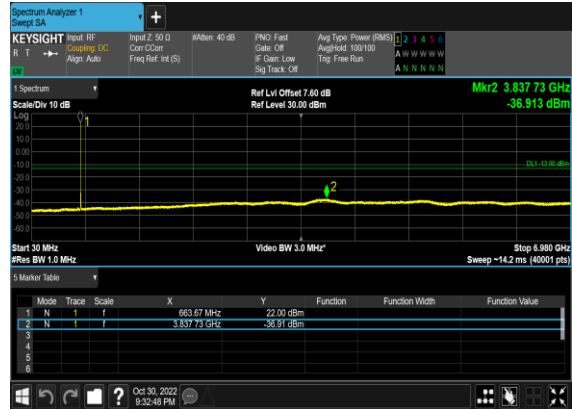 Spectrum Analyzer 1
Swept SA
+
KEYSIGHT Input: RF Input Z: 50 Ω #Atten: 40 dB PNO: Fast Avg Type: Power (RMS) 1 2 3 4 5 6
R T Coupling: DC Corr CCorr Gate: Off Avg|Hold: 100/100 A W W W W W
Align: Auto Freq Ref: Int (S) IF Gain: Low Trig: Free Run
Sig Track: Off A N N N N N
1 Spectrum Ref Lvl Offset 7.60 dB Mkr2 3.837 73 GHz
Scale/Div 10 dB Ref Level 30.00 dBm -36.913 dBm
Log
20.0
10.0
0.00
-10.0
-20.0
-30.0
-40.0
-50.0
-60.0
1
DL1 -13.00 dBm
2
Start 30 MHz Video BW 3.0 MHz* Stop 6.980 GHz
#Res BW 1.0 MHz Sweep ~14.2 ms (40001 pts)
5 Marker Table
Mode Trace Scale X Y Function Function Width Function Value
1 N 1 f 663.67 MHz 22.00 dBm
2 N 1 f 3.837 73 GHz -36.91 dBm
3
4
5
6
? Oct 30, 2022
9:32:48 PM